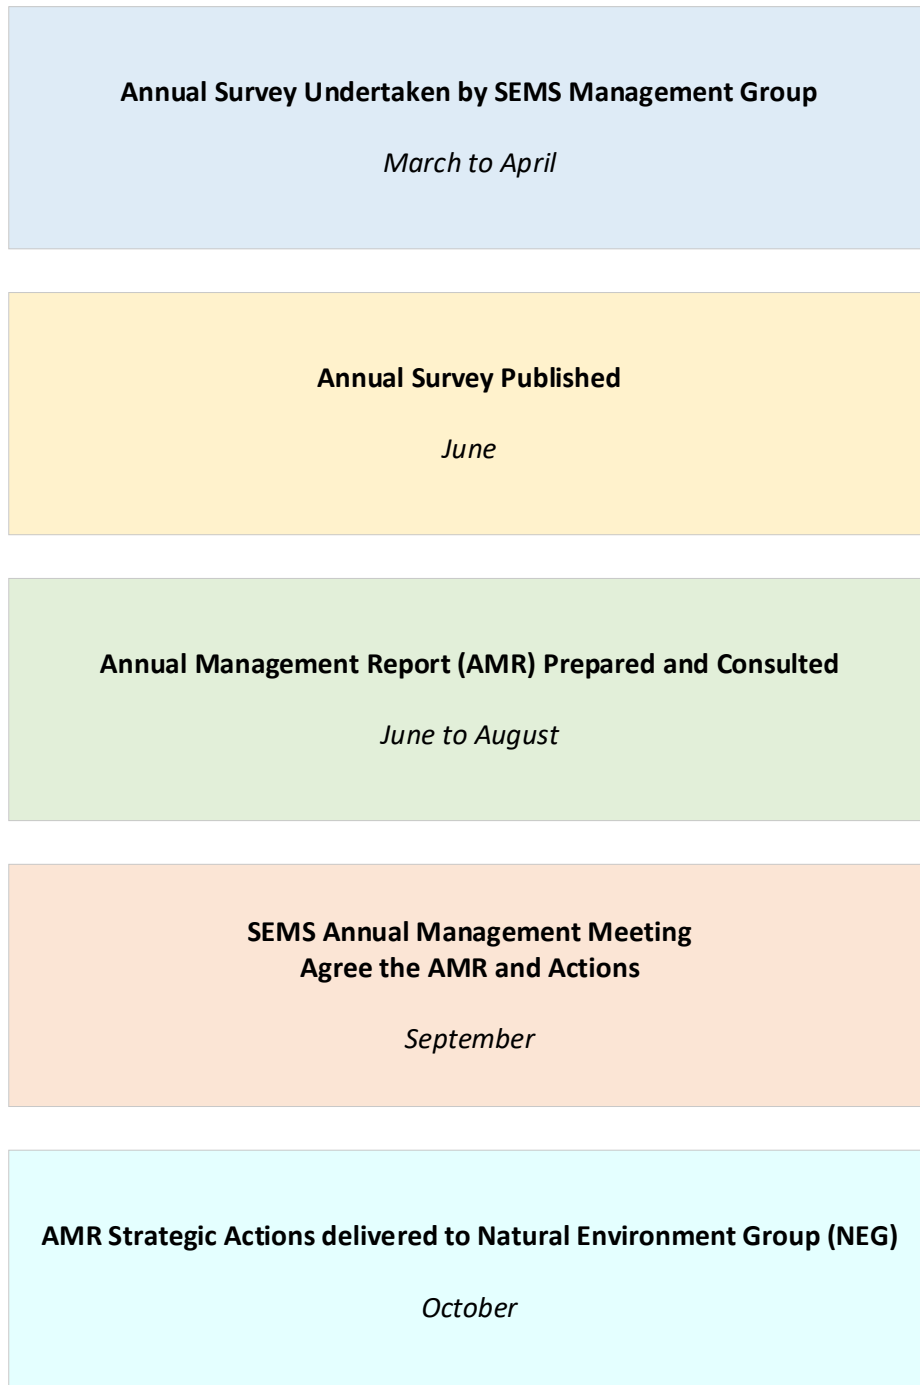 Annual Survey Undertaken by SEMS Management Group
March to April
Annual Survey Published
June
Annual Management Report (AMR) Prepared and Consulted
June to August
SEMS Annual Management Meeting
Agree the AMR and Actions
September
AMR Strategic Actions delivered to Natural Environment Group (NEG)
October